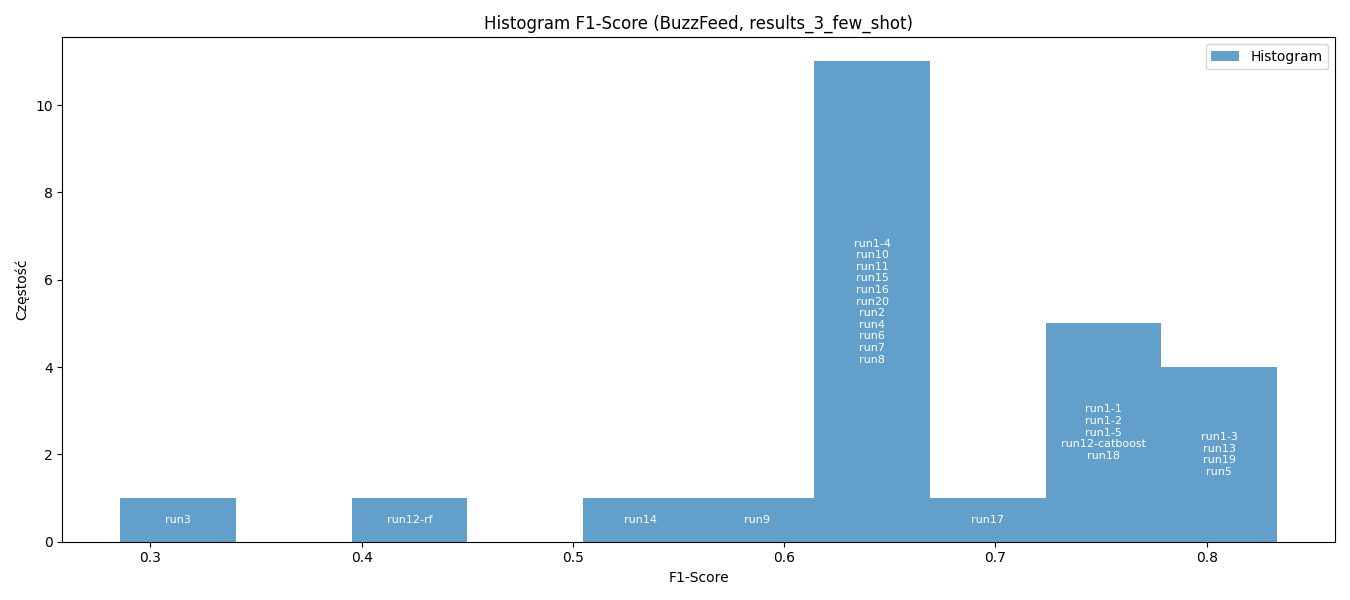 Histogram F1-Score (BuzzFeed, results_3_few_shot)
Histogram
Częstość
10
8
6
4
2
0
run3
run12-rf
run14
run9
run1-4
run10
run11
run15
run16
run20
run2
run4
run6
run7
run8
run17
run1-1
run1-2
run1-5
run12-catboost
run18
run1-3
run13
run19
run5
0.3
0.4
0.5
0.6
0.7
0.8
F1-Score